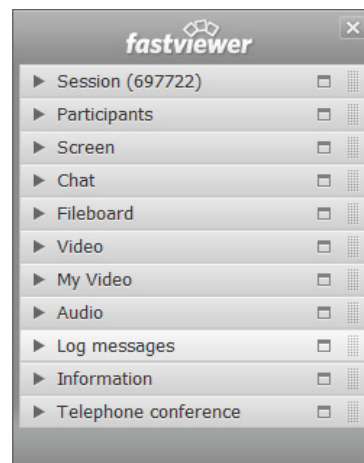 fastviewer
Session (697722)
Participants
Screen
Chat
Fileboard
Video
My Video
Audio
Log messages
Information
Telephone conference